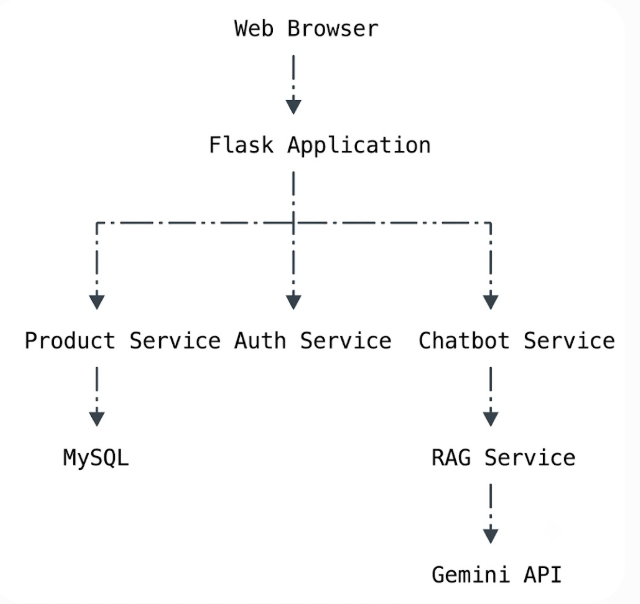 Web Browser
Flask Application
Product Service Auth Service Chatbot Service
MySQL RAG Service
Gemini API